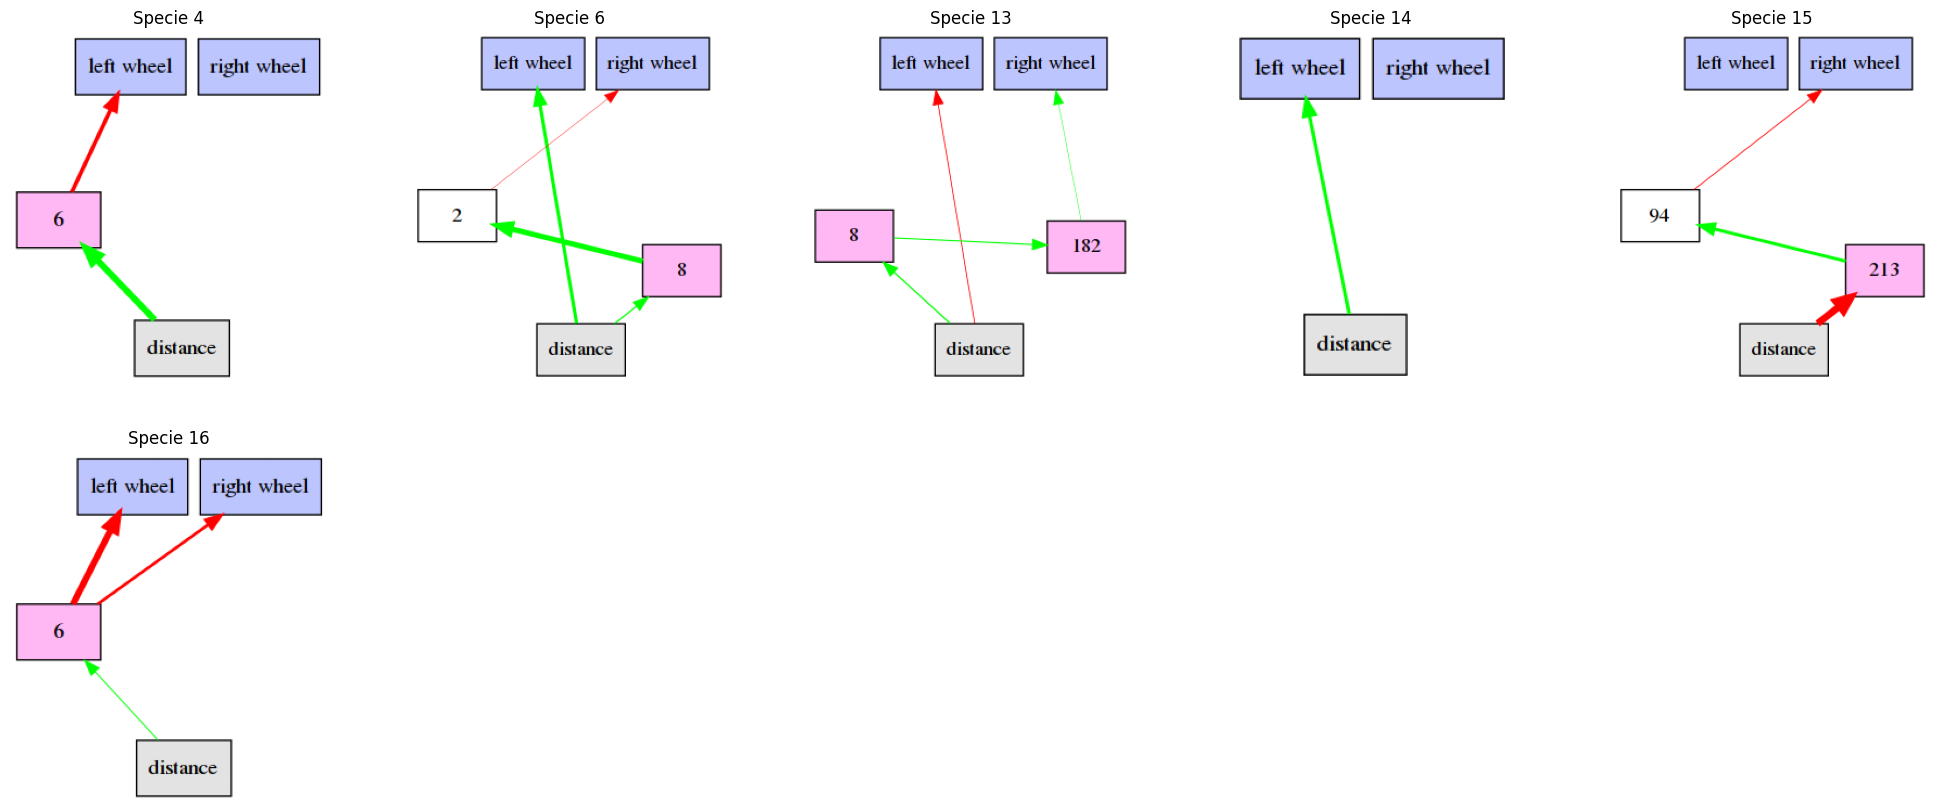 Specie 4
left wheel
right wheel
6
distance
Specie 6
left wheel
right wheel
2
8
distance
Specie 13
left wheel
right wheel
8
182
distance
Specie 14
left wheel
right wheel
distance
Specie 15
left wheel
right wheel
94
213
distance
Specie 16
left wheel
right wheel
6
distance